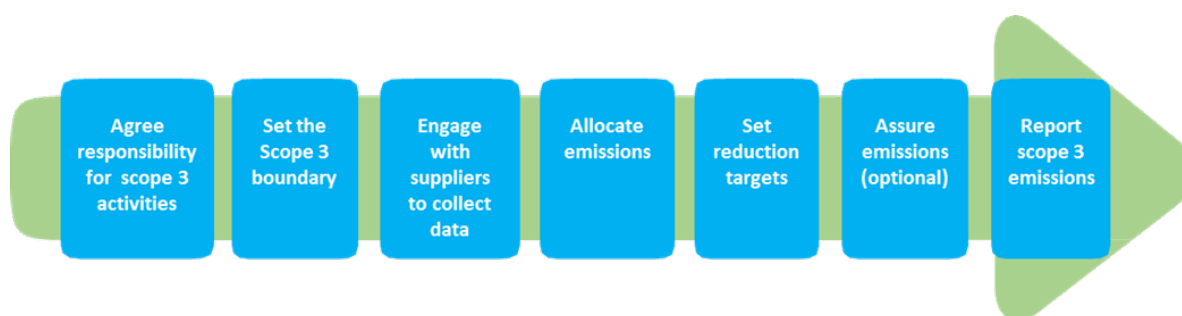 Agree
responsibility
for scope 3
activities
Set the
Scope 3
boundary
Engage
with
suppliers
to collect
data
Allocate
emissions
Set
reduction
targets
Assure
emissions
(optional)
Report
scope 3
emissions